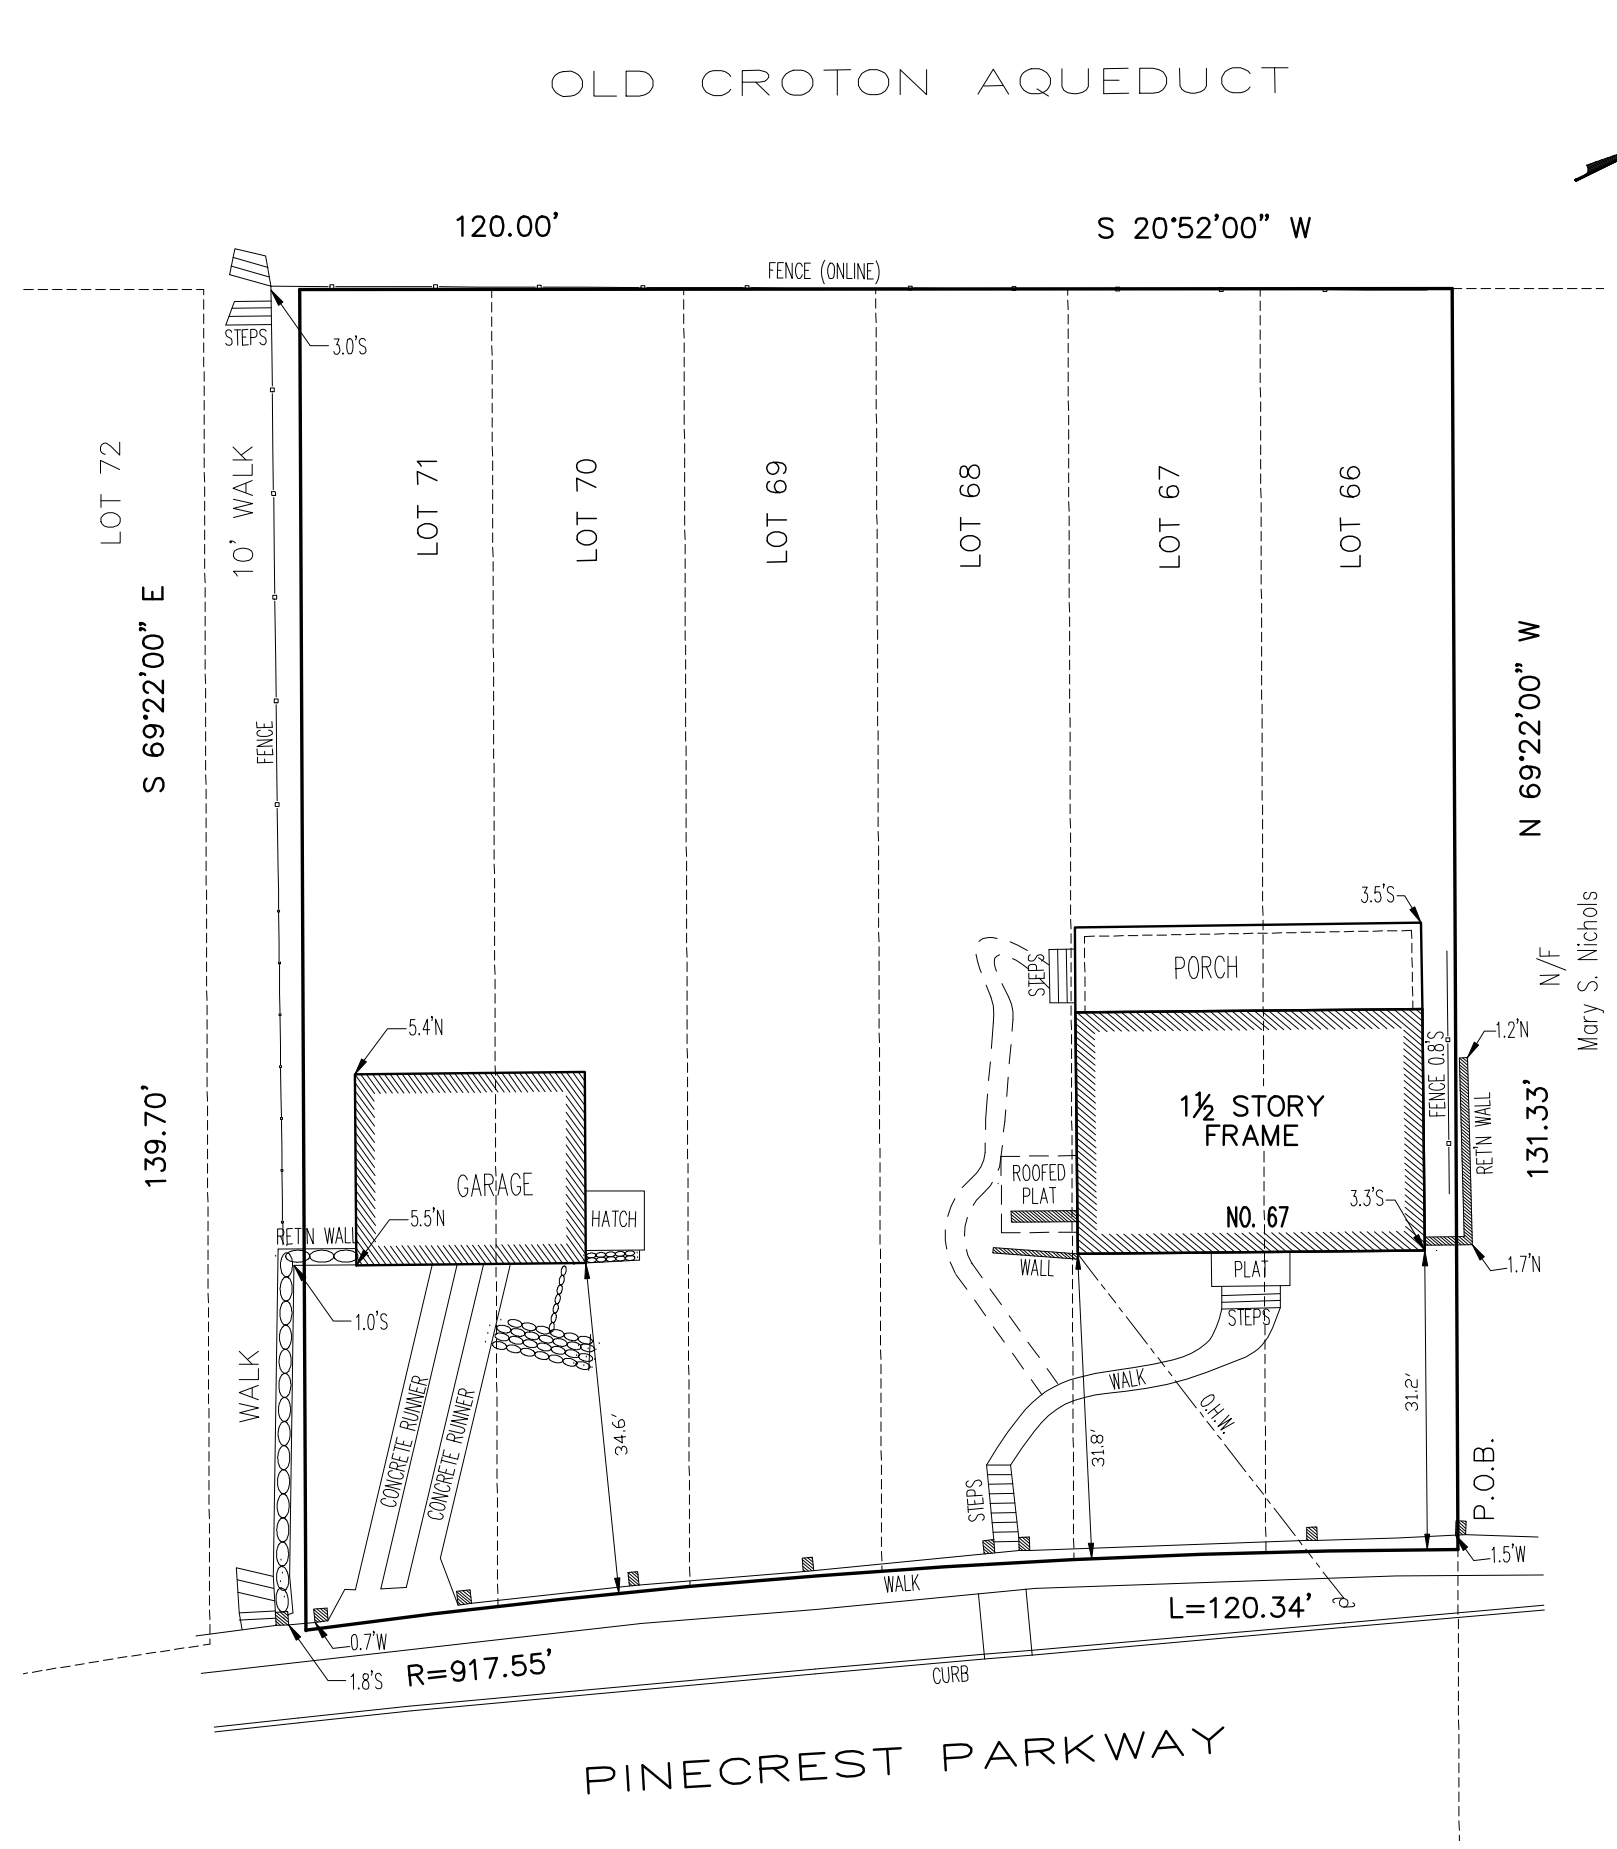 OLD CROTON AQUEDUCT
120.00'
S 20°52'00" W
FENCE (ONLINE)
STEPS
3.0'S
LOT 72
10' WALK
LOT 71
LOT 70
LOT 69
LOT 68
LOT 67
LOT 66
S 69°22'00" E
N 69°22'00" W
FENCE
3.5'S
PORCH
STEPS
N/F
Mary S. Nichols
5.4'N
1.2'N
FENCE 0.8'S
1½ STORY
FRAME
RET'N WALL
139.70'
131.33'
GARAGE
ROOFED
PLAT
3.3'S
HATCH
5.5'N
NO. 67
RET'N WALL
WALL
PLAT
1.7'N
1.0'S
STEPS
WALK
WALK
CONCRETE RUNNER
CONCRETE RUNNER
34.6'
31.8'
O.H.W.
31.2'
P.O.B.
STEPS
1.5'W
WALK
L=120.34'
0.7'W
1.8'S
R=917.55'
CURB
PINECREST PARKWAY